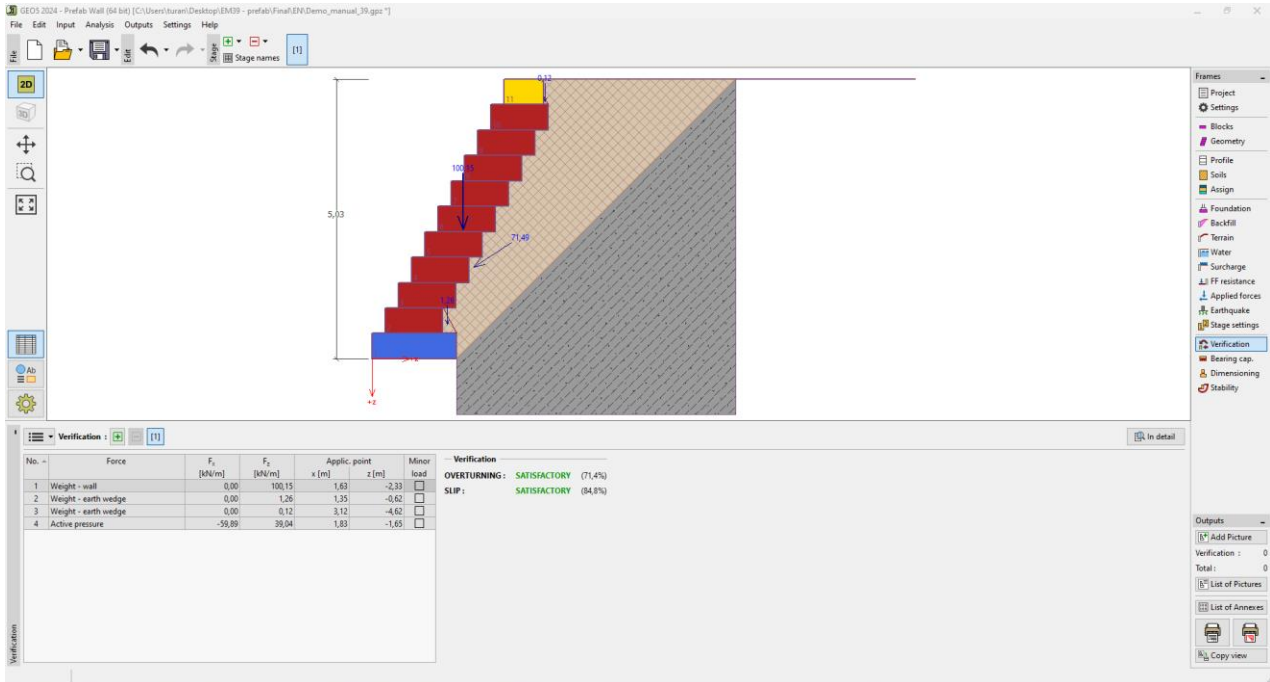 GEO5 2024 - Prefab Wall (64 bit) [C:\Users\turan\Desktop\EM39 - prefab\Final\EN\Demo_manual_39.gpz *]
File Edit Input Analysis Outputs Settings Help
File
Edit
Stage
Stage names
[1]
2D
3D
Ab
0,12
11
100,15
5,03
71,49
1,26
+x
+z
Frames
Project
Settings
Blocks
Geometry
Profile
Soils
Assign
Foundation
Backfill
Terrain
Water
Surcharge
FF resistance
Applied forces
Earthquake
Stage settings
Verification
Bearing cap.
Dimensioning
Stability
Verification : [1]
In detail
No. Force Fx Fz Applic. point Minor
[kN/m] [kN/m] x [m] z [m] load
1 Weight - wall 0,00 100,15 1,63 -2,33
2 Weight - earth wedge 0,00 1,26 1,35 -0,62
3 Weight - earth wedge 0,00 0,12 3,12 -4,62
4 Active pressure -59,89 39,04 1,83 -1,65
Verification
OVERTURNING : SATISFACTORY (71,4%)
SLIP : SATISFACTORY (84,8%)
Verification
Outputs
Add Picture
Verification : 0
Total : 0
List of Pictures
List of Annexes
Copy view